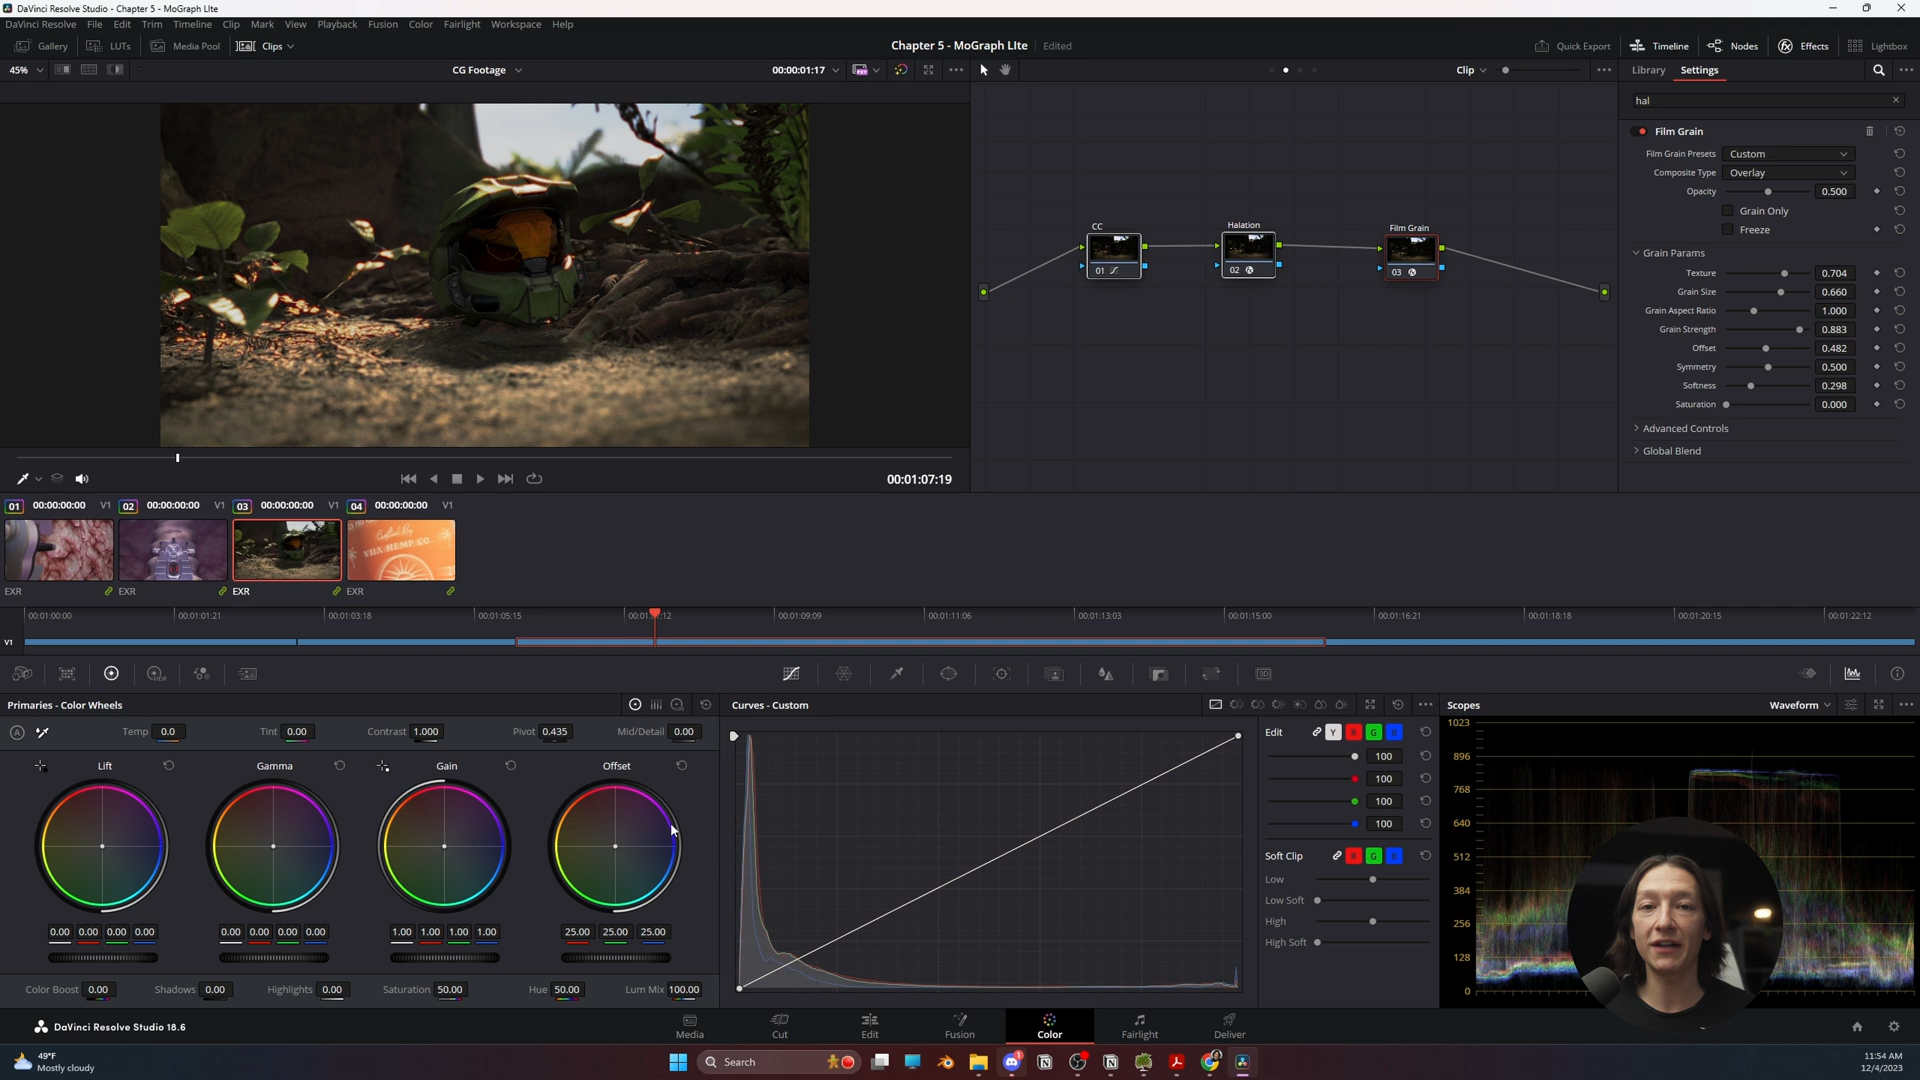 DaVinci Resolve Studio - Chapter 5 - MoGraph LIte
DaVinci Resolve File Edit Trim Timeline Clip Mark View Playback Fusion Color Fairlight Workspace Help
Gallery LUTs Media Pool Clips Chapter 5 - MoGraph LIte Edited Quick Export Timeline Nodes Effects Lightbox
45% CG Footage 00:00:01:17 Clip Library Settings
hal
Film Grain
Film Grain Presets Custom
Composite Type Overlay
Opacity 0.500
Grain Only
Freeze
Grain Params
Texture 0.704
Grain Size 0.660
Grain Aspect Ratio 1.000
Grain Strength 0.883
Offset 0.482
Symmetry 0.500
Softness 0.298
Saturation 0.000
Advanced Controls
Global Blend
CC Halation Film Grain
01 02 03
00:01:07:19
01 00:00:00:00 V1 02 00:00:00:00 V1 03 00:00:00:00 V1 04 00:00:00:00 V1
EXR EXR EXR EXR
00:01:00:00 00:01:01:21 00:01:03:18 00:01:05:15 00:01:09:09 00:01:11:06 00:01:13:03 00:01:15:00 00:01:16:21 00:01:18:18 00:01:20:15 00:01:22:12
V1
Primaries - Color Wheels Curves - Custom Scopes Waveform
Temp 0.0 Tint 0.00 Contrast 1.000 Pivot 0.435 Mid/Detail 0.00
Lift Gamma Gain Offset
0.00 0.00 0.00 0.00 0.00 0.00 0.00 0.00 1.00 1.00 1.00 1.00 25.00 25.00 25.00
Color Boost 0.00 Shadows 0.00 Highlights 0.00 Saturation 50.00 Hue 50.00 Lum Mix 100.00
Edit Y R G B
100
100
100
100
Soft Clip R G B
Low
Low Soft
High
High Soft
1023
896
768
640
512
384
256
128
0
DaVinci Resolve Studio 18.6
Media Cut Edit Fusion Color Fairlight Deliver
49°F
Mostly cloudy
Search
11:54 AM
12/4/2023